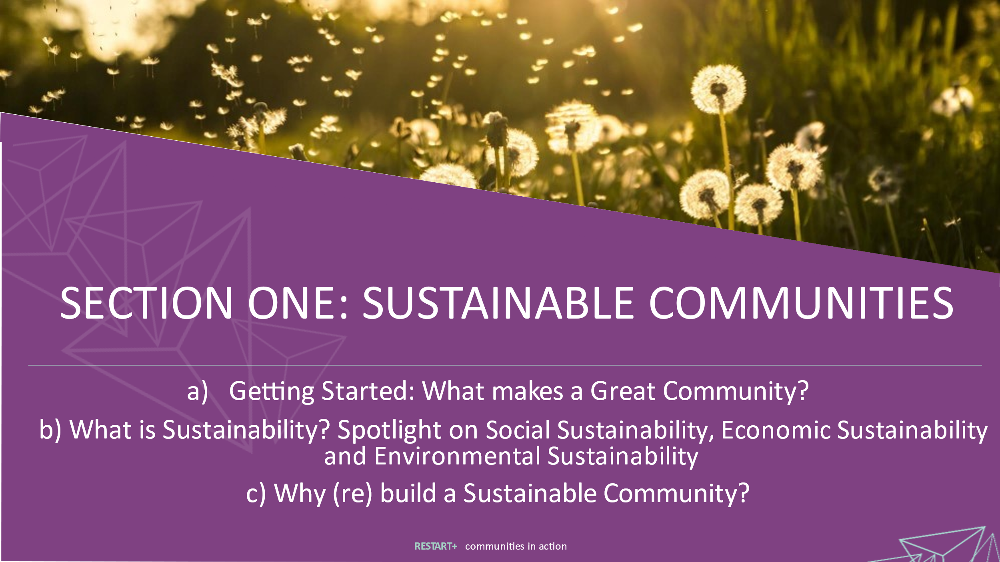 SECTION ONE: SUSTAINABLE COMMUNITIES
a) Getting Started: What makes a Great Community?
b) What is Sustainability? Spotlight on Social Sustainability, Economic Sustainability
and Environmental Sustainability
c) Why (re) build a Sustainable Community?
RESTART+ communities in action